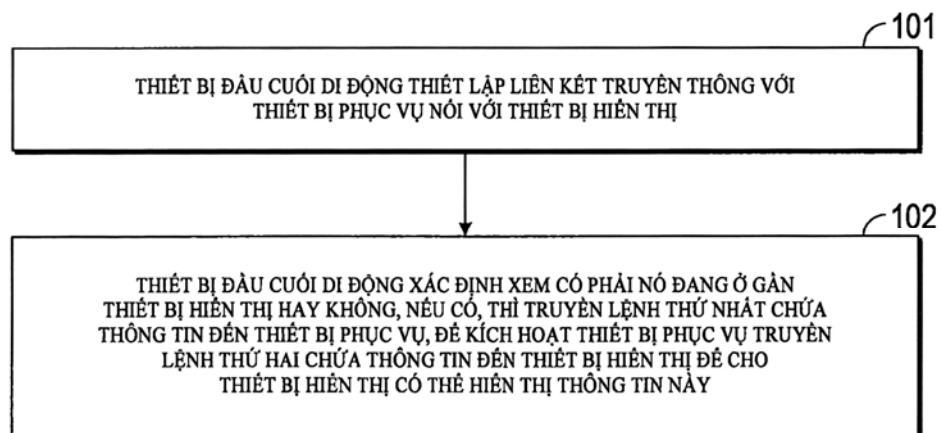 101
THIẾT BỊ ĐẦU CUỐI DI ĐỘNG THIẾT LẬP LIÊN KẾT TRUYỀN THÔNG VỚI
THIẾT BỊ PHỤC VỤ NỐI VỚI THIẾT BỊ HIỂN THỊ
102
THIẾT BỊ ĐẦU CUỐI DI ĐỘNG XÁC ĐỊNH XEM CÓ PHẢI NÓ ĐANG Ở GẦN
THIẾT BỊ HIỂN THỊ HAY KHÔNG, NẾU CÓ, THÌ TRUYỀN LỆNH THỨ NHẤT CHỨA
THÔNG TIN ĐẾN THIẾT BỊ PHỤC VỤ, ĐỂ KÍCH HOẠT THIẾT BỊ PHỤC VỤ TRUYỀN
LỆNH THỨ HAI CHỨA THÔNG TIN ĐẾN THIẾT BỊ HIỂN THỊ ĐỂ CHO
THIẾT BỊ HIỂN THỊ CÓ THỂ HIỂN THỊ THÔNG TIN NÀY